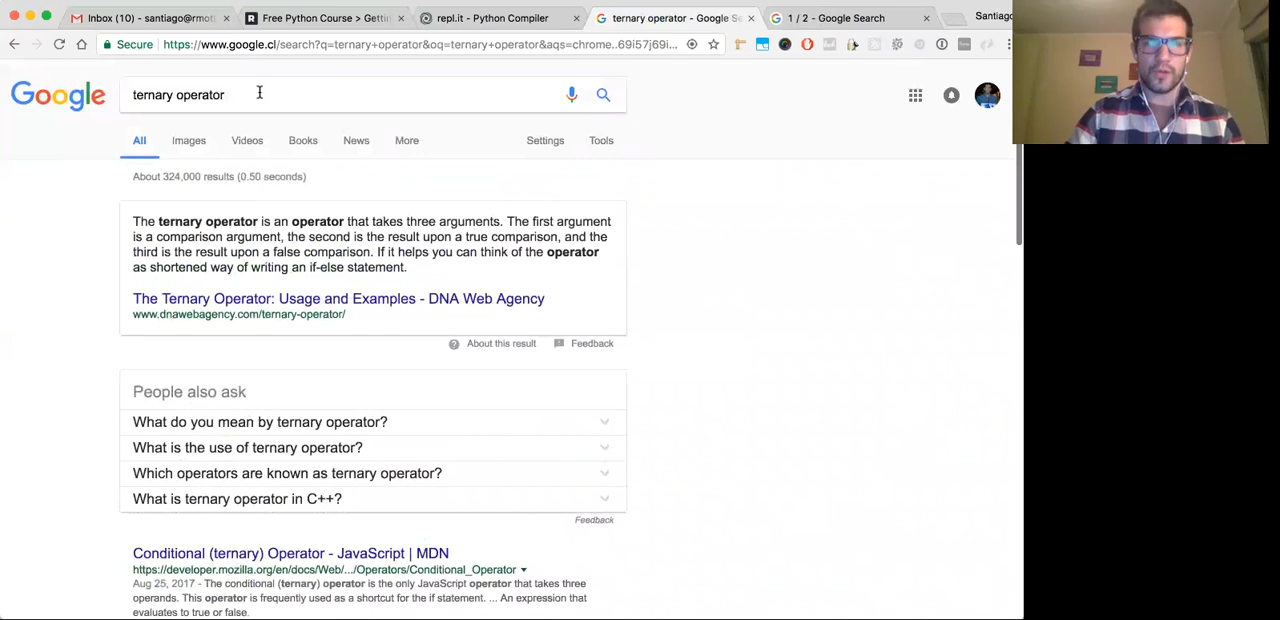 Inbox (10) - santiago@rmoti
Free Python Course > Gettin
repl.it - Python Compiler
ternary operator - Google Se
1 / 2 - Google Search
Santiago
Secure
https://www.google.cl/search?q=ternary+operator&oq=ternary+operator&aqs=chrome..69i57j69i...
Google
ternary operator
All
Images
Videos
Books
News
More
Settings
Tools
About 324,000 results (0.50 seconds)
The ternary operator is an operator that takes three arguments. The first argument
is a comparison argument, the second is the result upon a true comparison, and the
third is the result upon a false comparison. If it helps you can think of the operator
as shortened way of writing an if-else statement.
The Ternary Operator: Usage and Examples - DNA Web Agency
www.dnawebagency.com/ternary-operator/
About this result
Feedback
People also ask
What do you mean by ternary operator?
What is the use of ternary operator?
Which operators are known as ternary operator?
What is ternary operator in C++?
Feedback
Conditional (ternary) Operator - JavaScript | MDN
https://developer.mozilla.org/en/docs/Web/.../Operators/Conditional_Operator
Aug 25, 2017 - The conditional (ternary) operator is the only JavaScript operator that takes three
operands. This operator is frequently used as a shortcut for the if statement. ... An expression that
evaluates to true or false.